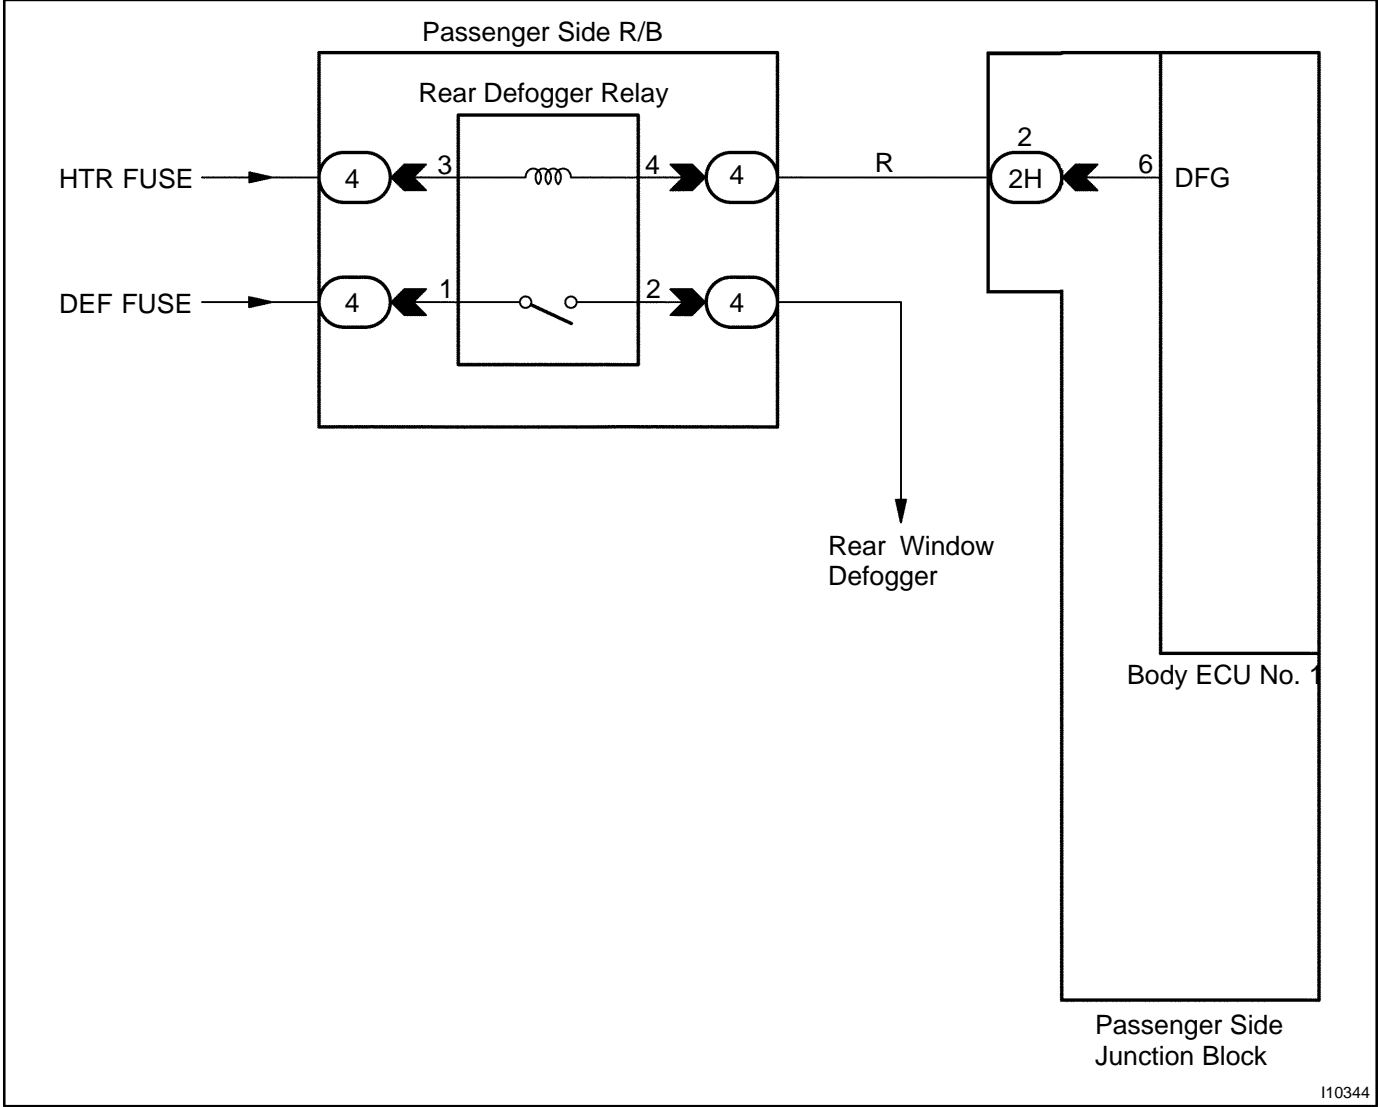 Passenger Side R/B
Rear Defogger Relay
HTR FUSE
4
3
4
4
R
2
2H
6
DFG
DEF FUSE
4
1
2
4
Rear Window
Defogger
Body ECU No. 1
Passenger Side
Junction Block
I10344